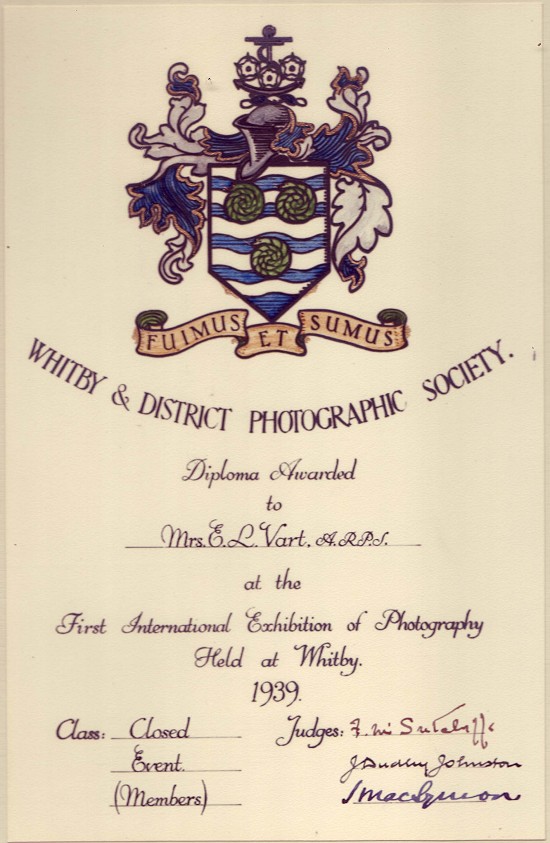 FUIMUS ET SUMUS
WHITBY & DISTRICT PHOTOGRAPHIC SOCIETY.
Diploma Awarded
to
Mrs. E. L. Vart. A.R.P.S.
at the
First International Exhibition of Photography
Held at Whitby.
1939.
Class: Closed Judges: F. M. Sutcliffe
Event. J Dudley Johnston
(Members)